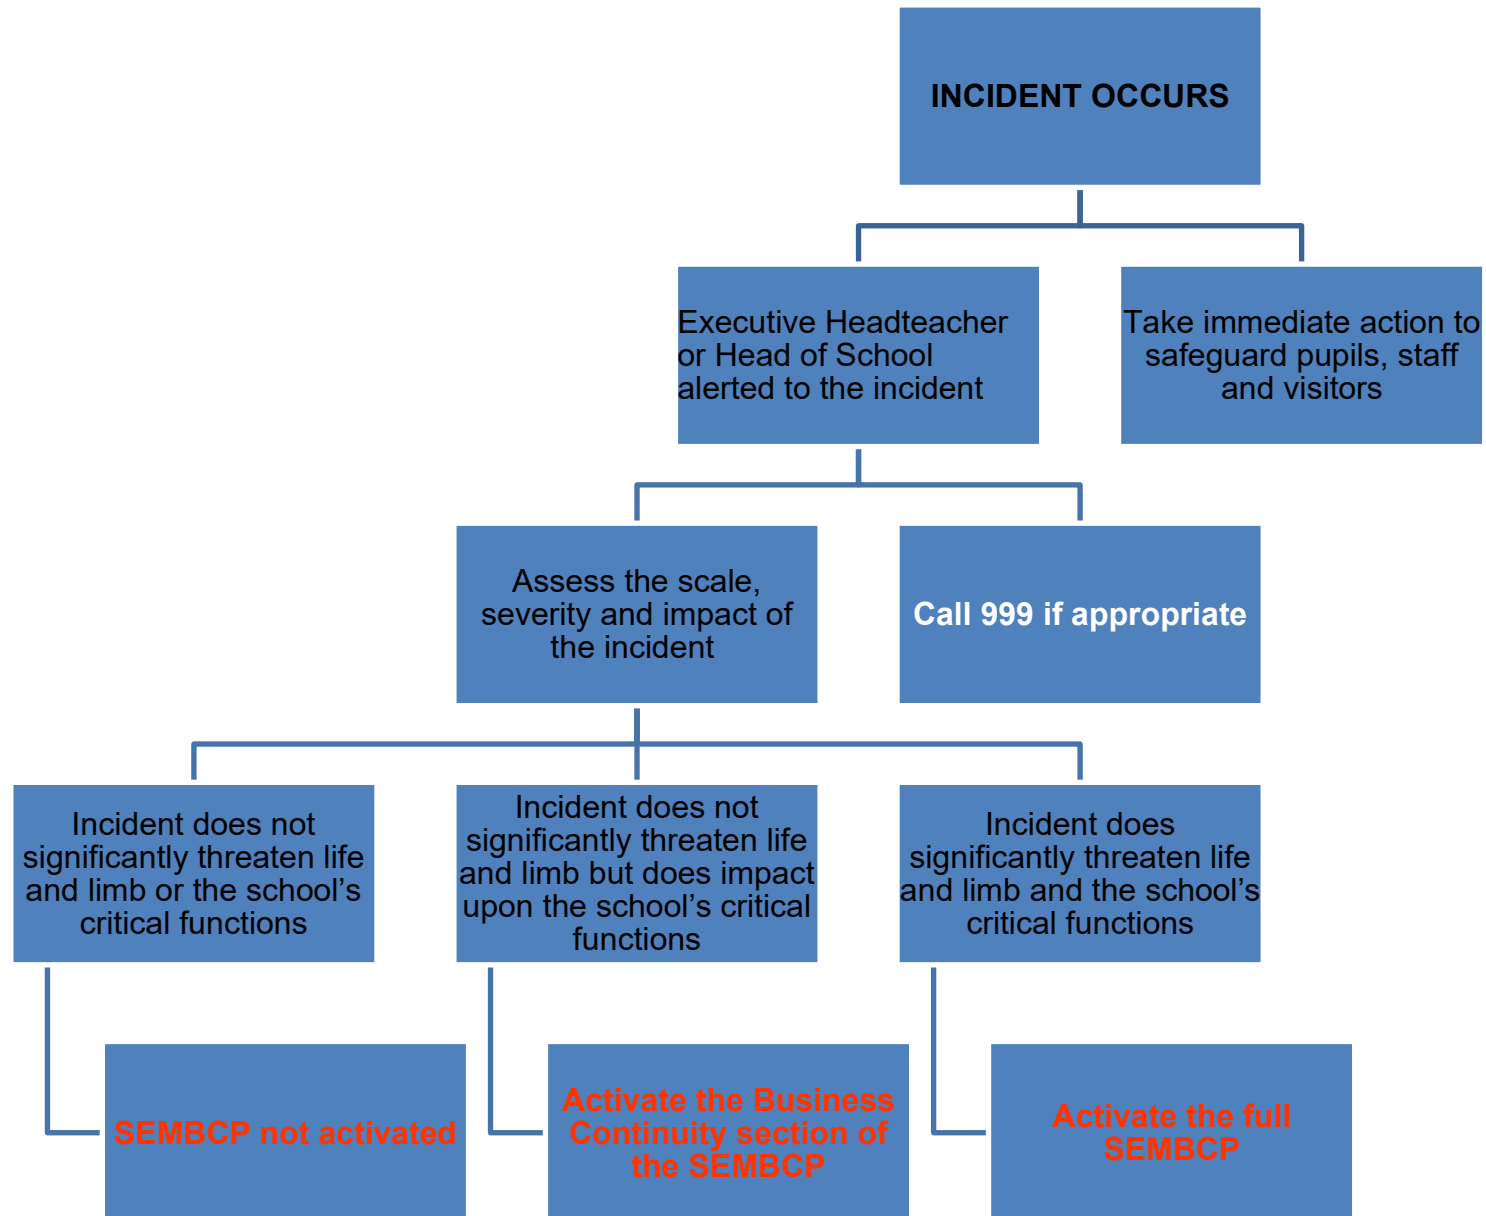 INCIDENT OCCURS
Executive Headteacher
or Head of School
alerted to the incident
Take immediate action to
safeguard pupils, staff
and visitors
Assess the scale,
severity and impact of
the incident
Call 999 if appropriate
Incident does not
significantly threaten life
and limb or the school’s
critical functions
Incident does not
significantly threaten life
and limb but does impact
upon the school’s critical
functions
Incident does
significantly threaten life
and limb and the school’s
critical functions
SEMBCP not activated
Activate the Business
Continuity section of
the SEMBCP
Activate the full
SEMBCP